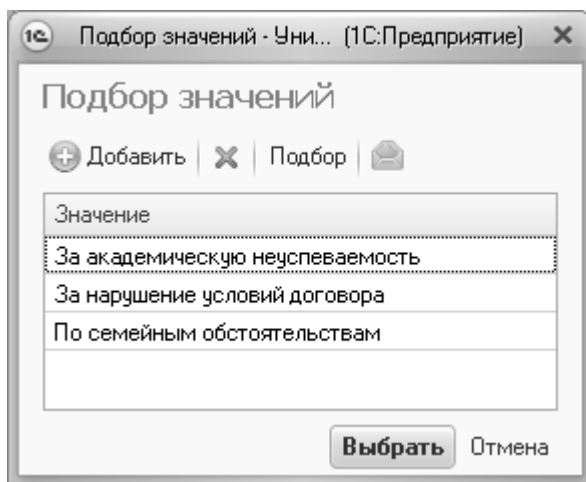 1С Подбор значений - Уни... (1С:Предприятие)
Подбор значений
Добавить Подбор
Значение
За академическую неуспеваемость
За нарушение условий договора
По семейным обстоятельствам
Выбрать Отмена